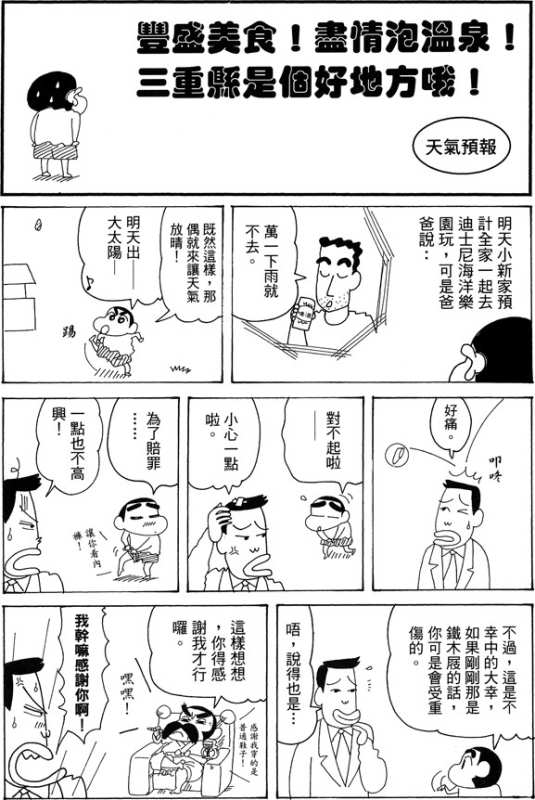 豐盛美食！盡情泡溫泉！
三重縣是個好地方哦！
天氣預報
明天小新家預
計全家一起去
迪士尼海洋樂
園玩，可是爸
爸說：
萬一下雨就
不去。
既然這樣，那
偶就來讓天氣
放晴！
明天出——
大太陽——
踢
好痛。
叩咚
對不起啦
——
小心一點
啦。
為了賠罪
……
讓你看內
褲！
一點也不高
興！
不過，這是不
幸中的大幸，
如果剛剛那是
鐵木屐的話，
你可是會受重
傷的。
唔，說得也是…
這樣想想
，你得感
謝我才行
囉。
嘿
嘿！
感謝我穿的是
普通鞋子！
我幹嘛感謝你啊！